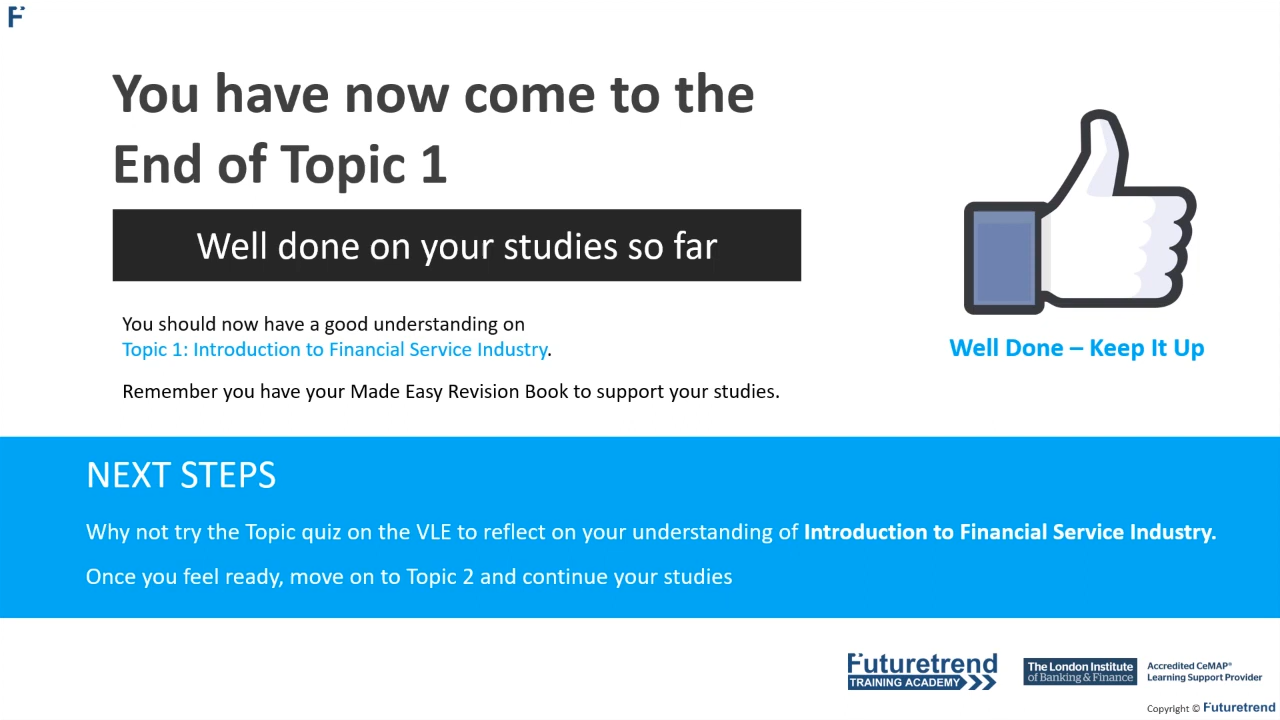 F
You have now come to the
End of Topic 1
Well done on your studies so far
You should now have a good understanding on
Topic 1: Introduction to Financial Service Industry.
Remember you have your Made Easy Revision Book to support your studies.
Well Done – Keep It Up
NEXT STEPS
Why not try the Topic quiz on the VLE to reflect on your understanding of Introduction to Financial Service Industry.
Once you feel ready, move on to Topic 2 and continue your studies
Futuretrend
TRAINING ACADEMY
The London Institute
of Banking & Finance
Accredited CeMAP®
Learning Support Provider
Copyright © Futuretrend